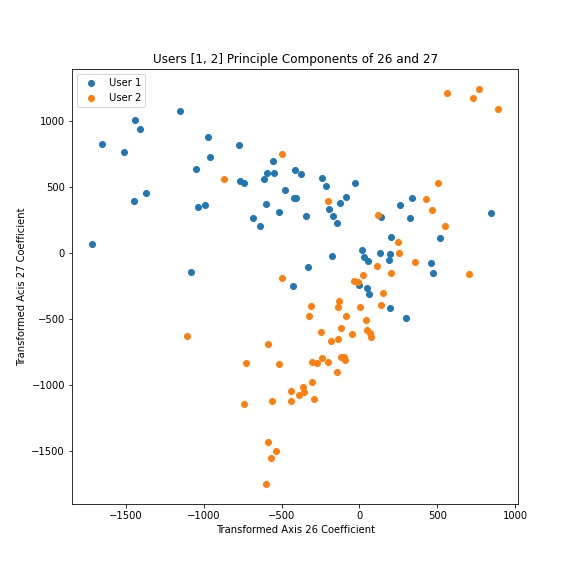 Users [1, 2] Principle Components of 26 and 27
User 1
User 2
Transformed Acis 27 Coefficient
1000
500
0
−500
−1000
−1500
−1500
−1000
−500
0
500
1000
Transformed Axis 26 Coefficient